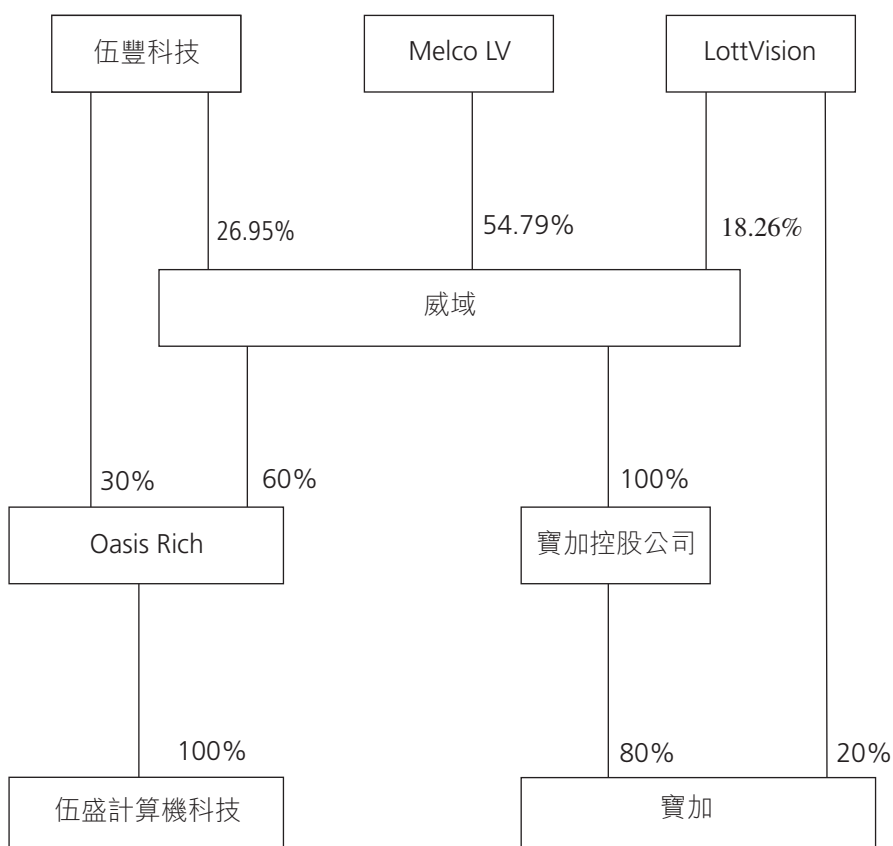 伍豐科技
Melco LV
LottVision
26.95%
54.79%
18.26%
威域
30%
60%
100%
Oasis Rich
寶加控股公司
100%
80%
20%
伍盛計算機科技
寶加